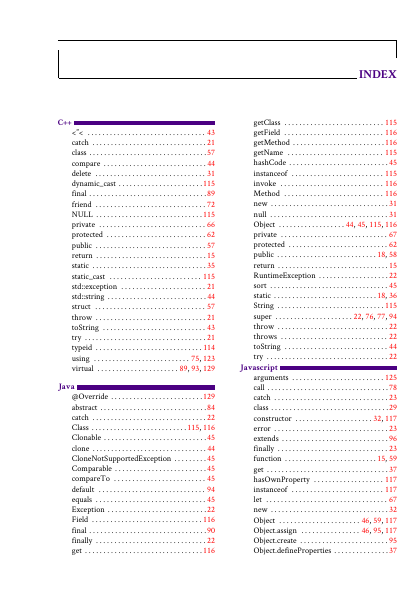 INDEX
C++
<"< 43
catch 21
class 57
compare 44
delete 31
dynamic_cast 115
final 89
friend 72
NULL 115
private 66
protected 62
public 57
return 15
static 35
static_cast 115
std::exception 21
std::string 44
struct 57
throw 21
toString 43
try 21
typeid 114
using 75, 123
virtual 89, 93, 129
Java
@Override 129
abstract 84
catch 22
Class 115, 116
Clonable 45
clone 44
CloneNotSupportedException 45
Comparable 45
compareTo 45
default 94
equals 45
Exception 22
Field 116
final 90
finally 22
get 116
getClass 115
getField 116
getMethod 116
getName 115
hashCode 45
instanceof 115
invoke 116
Method 116
new 31
null 31
Object 44, 45, 115, 116
private 67
protected 62
public 18, 58
return 15
RuntimeException 22
sort 45
static 18, 36
String 115
super 22, 76, 77, 94
throw 22
throws 22
toString 44
try 22
Javascript
arguments 125
call 78
catch 23
class 29
constructor 32, 117
error 23
extends 96
finally 23
function 15, 59
get 37
hasOwnProperty 117
instanceof 117
let 67
new 32
Object 46, 59, 117
Object.assign 46, 95, 117
Object.create 95
Object.defineProperties 37